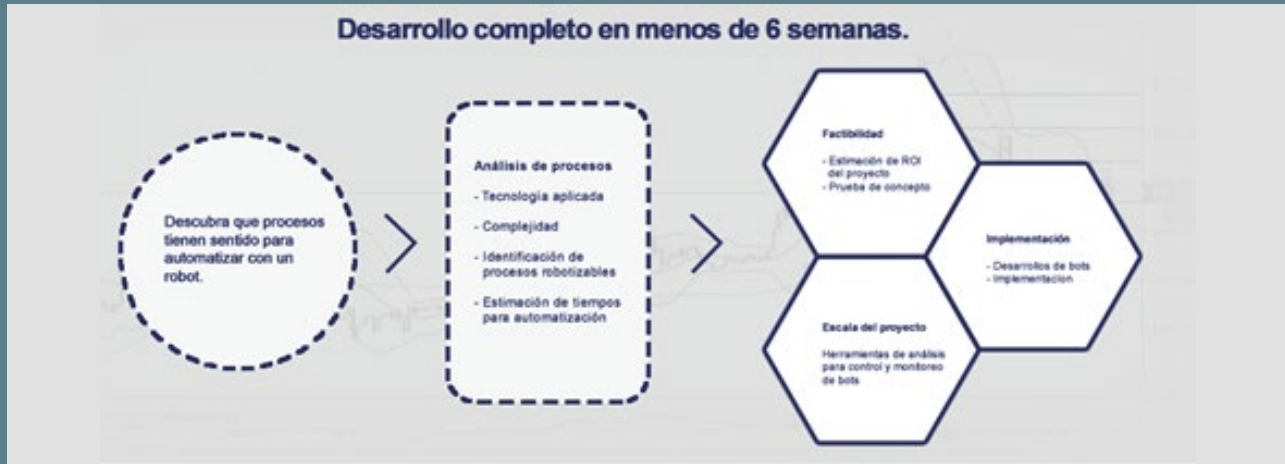 Desarrollo completo en menos de 6 semanas.
Descubra que procesos
tienen sentido para
automatizar con un
robot.
Análisis de procesos
- Tecnología aplicada
- Complejidad
- Identificación de
procesos robotizables
- Estimación de tiempos
para automatización
Factibilidad
- Estimación de ROI
del proyecto
- Prueba de concepto
Implementación
- Desarrollos de bots
- Implementacion
Escala del proyecto
Herramientas de análisis
para control y monitoreo
de bots